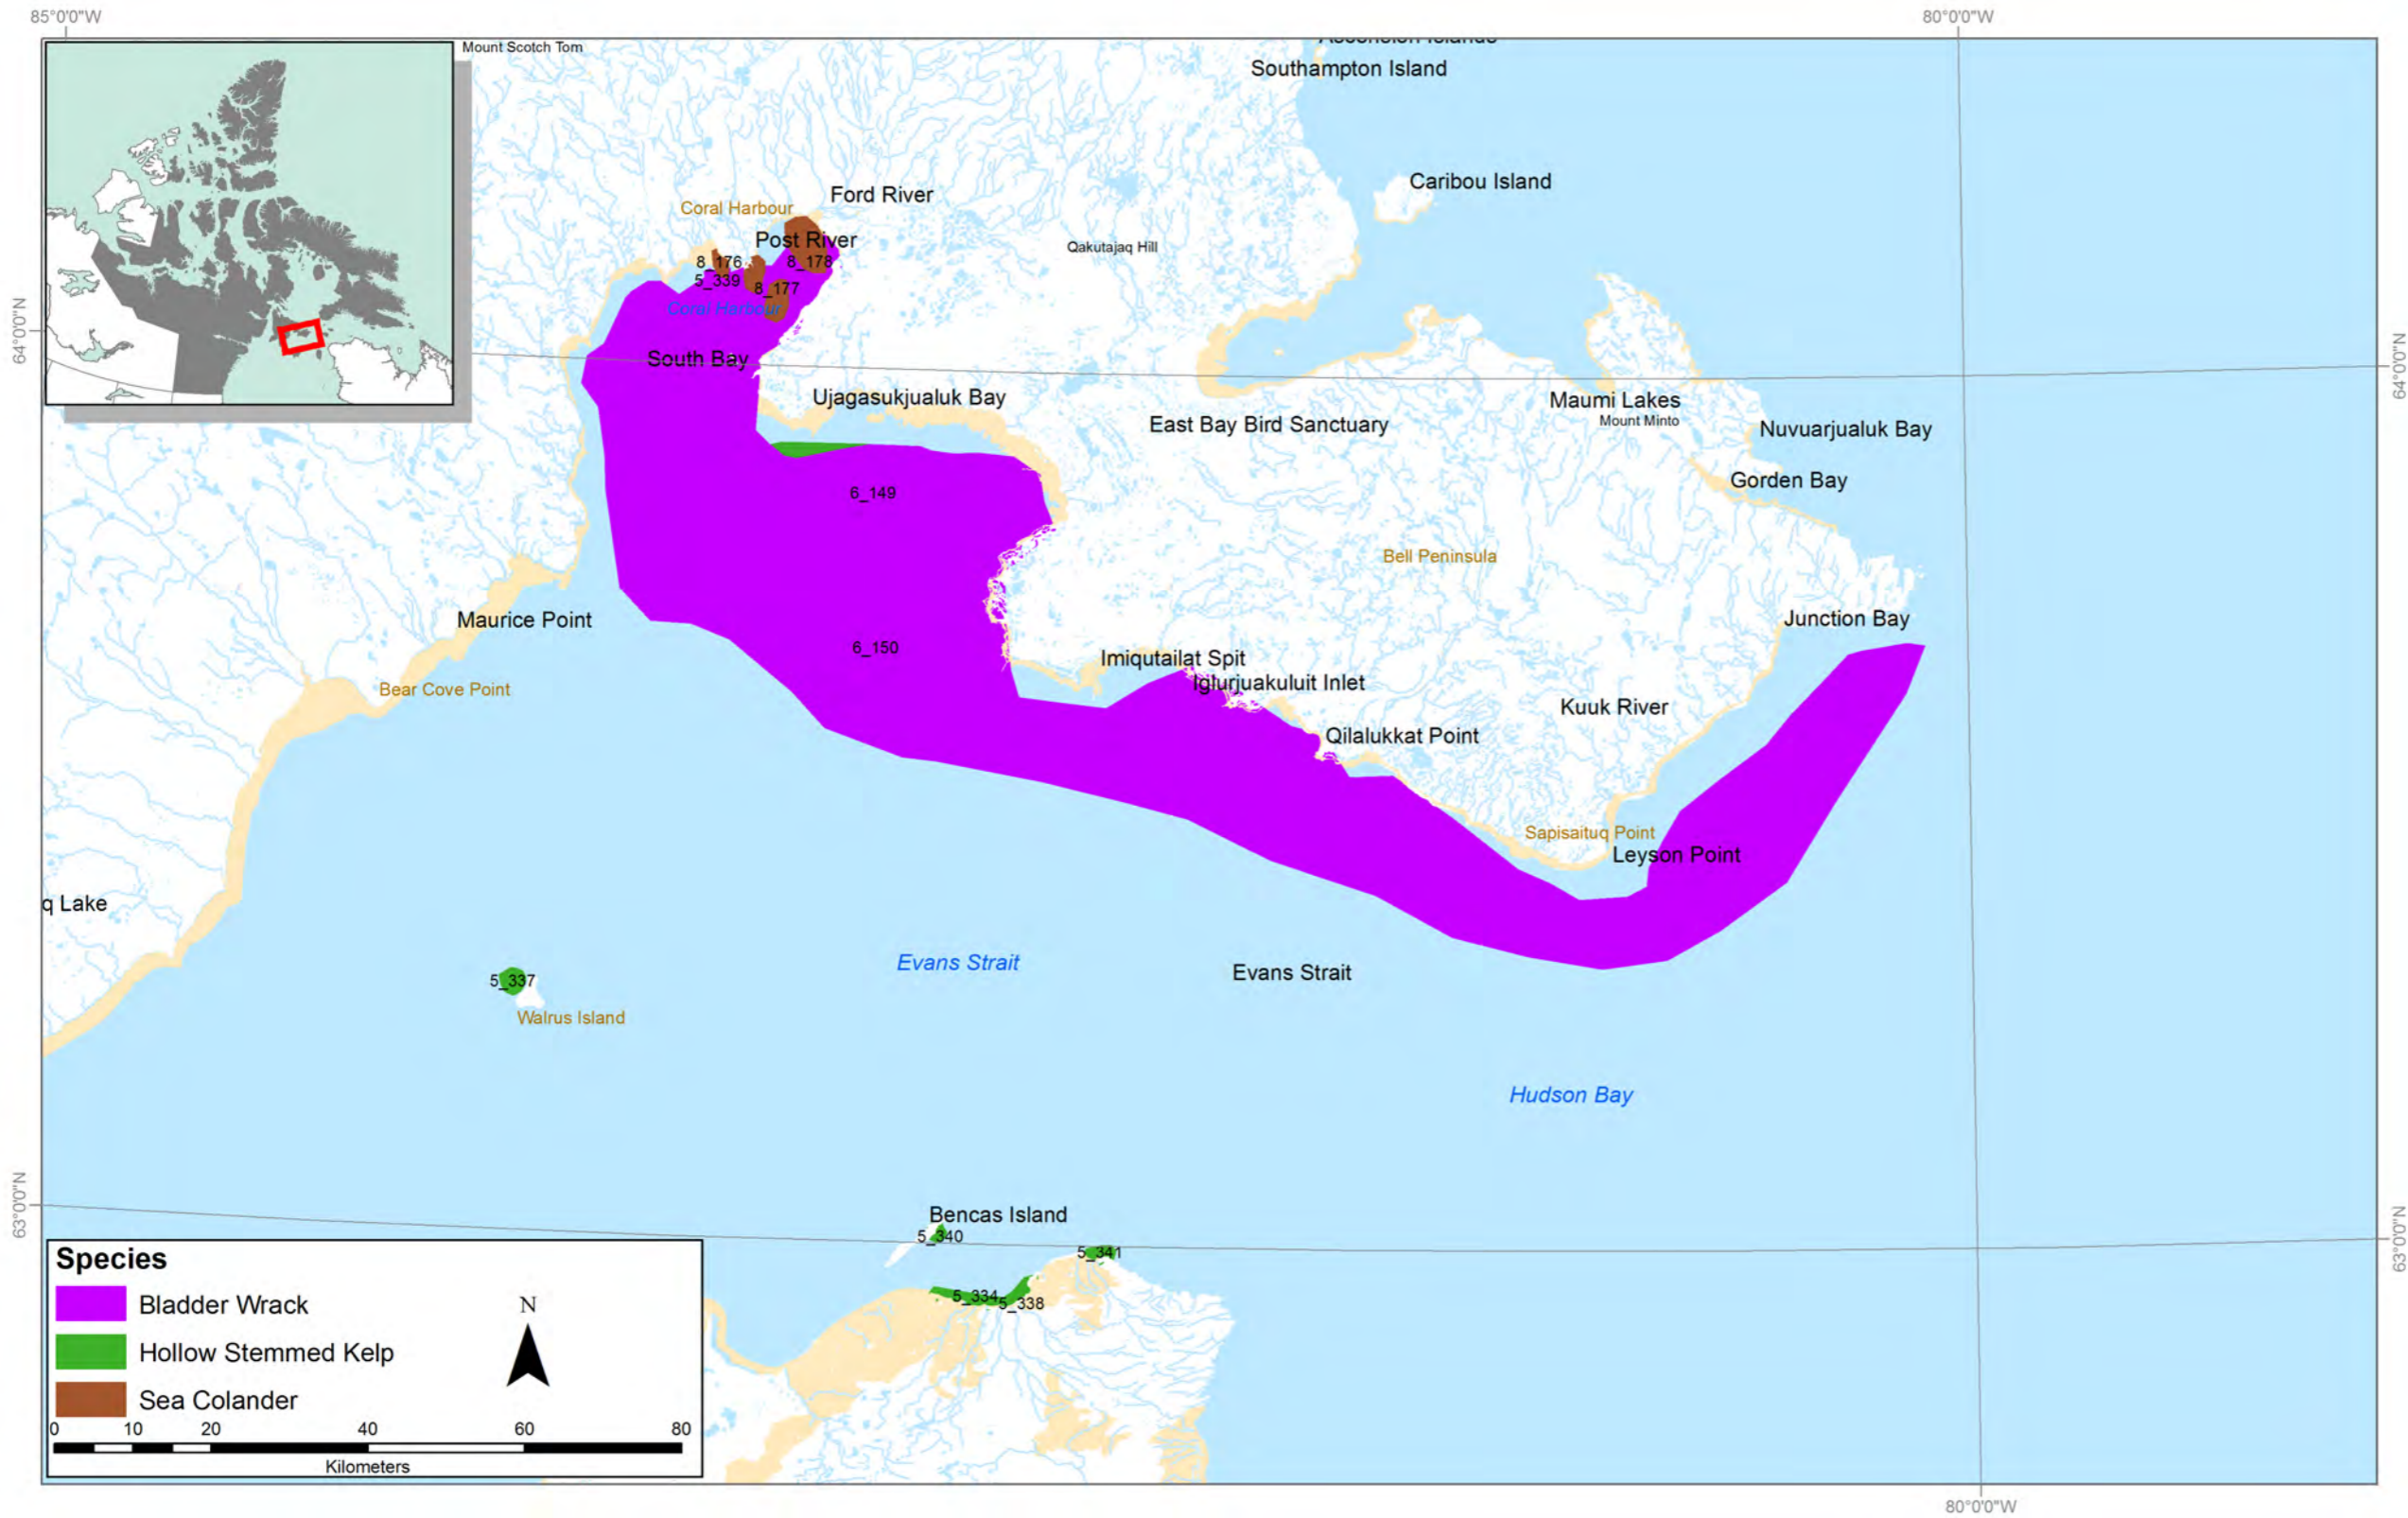 85°0'0"W
80°0'0"W
Mount Scotch Tom
Ascension Islands
Southampton Island
Caribou Island
Ford River
Coral Harbour
Post River
Qakutajaq Hill
8_176
8_178
5_339
8_177
Coral Harbour
64°0'0"N
64°0'0"N
South Bay
Ujagasukjualuk Bay
East Bay Bird Sanctuary
Maumi Lakes
Mount Minto
Nuvuarjualuk Bay
Gorden Bay
6_149
Bell Peninsula
Maurice Point
Junction Bay
6_150
Imiqutailat Spit
Iglurjuakuluit Inlet
Bear Cove Point
Kuuk River
Qilalukkat Point
Sapisaituq Point
Leyson Point
q Lake
Evans Strait
Evans Strait
5_337
Walrus Island
Hudson Bay
63°0'0"N
63°0'0"N
Bencas Island
5_340
5_341
5_334
5_338
Species
Bladder Wrack
Hollow Stemmed Kelp
Sea Colander
N
0 10 20 40 60 80
Kilometers
80°0'0"W